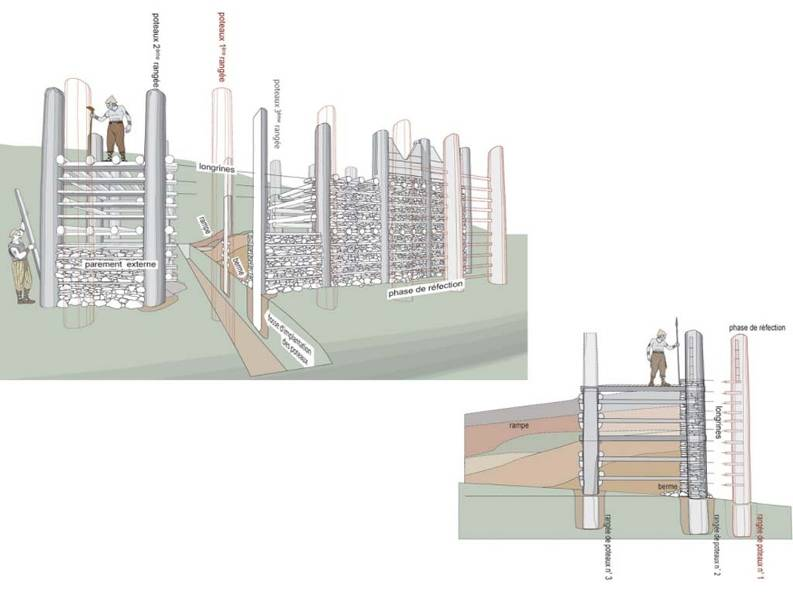 poteaux 2ème rangée
poteaux 1ère rangée
poteaux 3ème rangée
longrines
rampe
berme
parement externe
phase de réfection
fosse d'implantation
des poteaux
phase de réfection
longrines
rampe
berme
rangée de poteaux n° 3
rangée de poteaux n° 2
rangée de poteaux n° 1